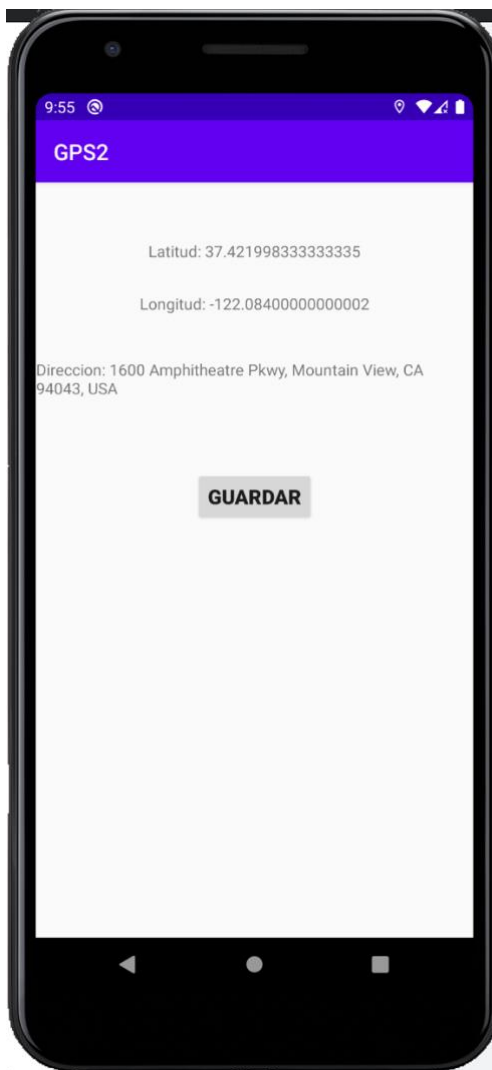 9:55
GPS2
Latitud: 37.421998333333335
Longitud: -122.08400000000002
Direccion: 1600 Amphitheatre Pkwy, Mountain View, CA
94043, USA
GUARDAR